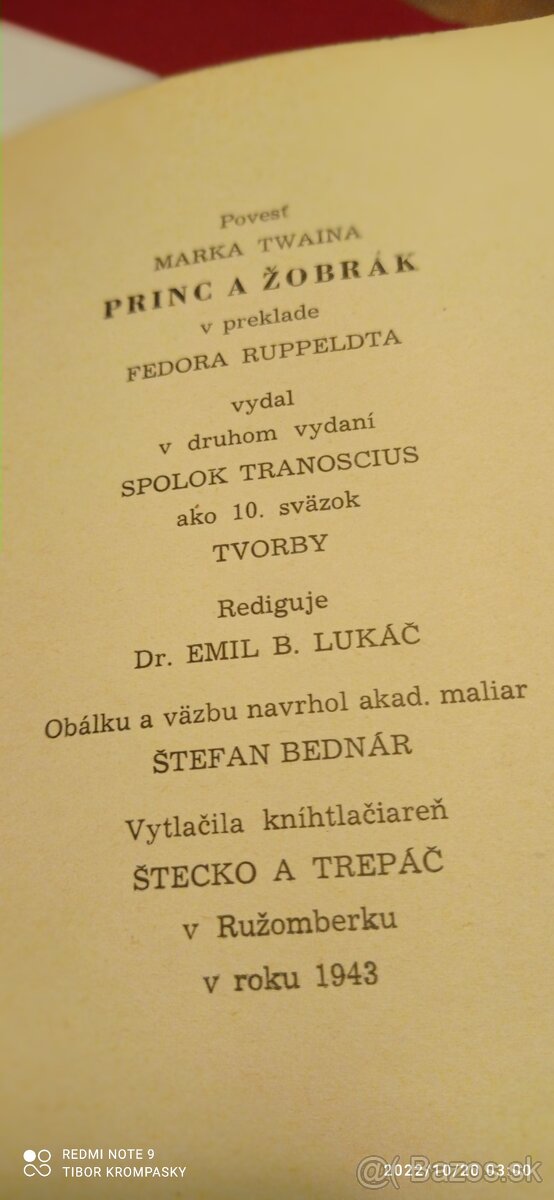 Povesť
MARKA TWAINA
PRINC A ŽOBRÁK
v preklade
FEDORA RUPPELDTA
vydal
v druhom vydaní
SPOLOK TRANOSCIUS
ako 10. sväzok
TVORBY
Rediguje
Dr. EMIL B. LUKÁČ
Obálku a väzbu navrhol akad. maliar
ŠTEFAN BEDNÁR
Vytlačila kníhtlačiareň
ŠTECKO A TREPÁČ
v Ružomberku
v roku 1943
REDMI NOTE 9
TIBOR KROMPASKY
Bazos.sk
2022/10/20 03:00